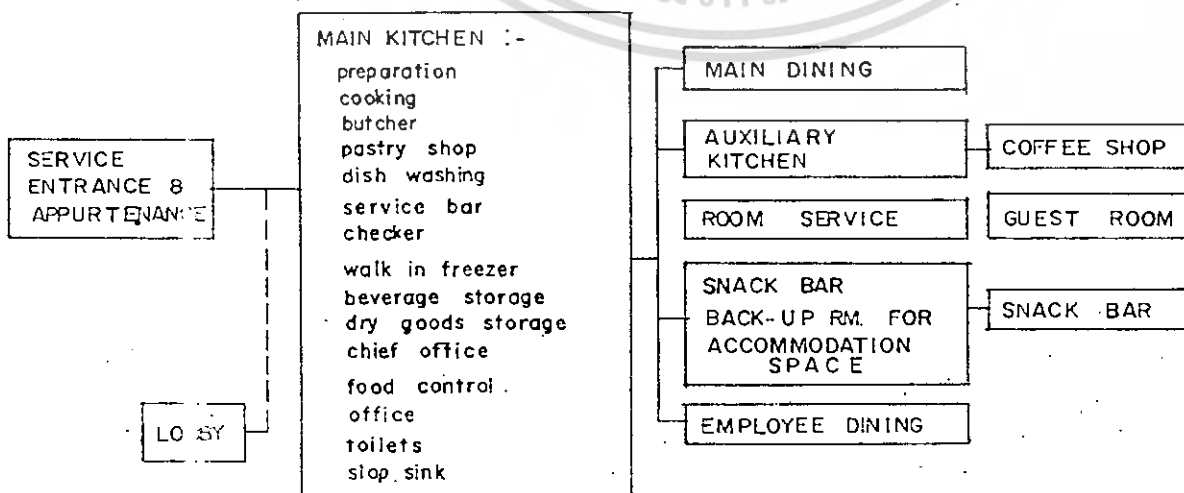 SERVICE
ENTRANCE 8
APPURTENANCE
LOBBY
MAIN KITCHEN :-
preparation
cooking
butcher
pastry shop
dish washing
service bar
checker
walk in freezer
beverage storage
dry goods storage
chief office
food control.
office
toilets
slop sink
MAIN DINING
AUXILIARY
KITCHEN
ROOM SERVICE
SNACK BAR
BACK-UP RM. FOR
ACCOMMODATION
SPACE
EMPLOYEE DINING
COFFEE SHOP
GUEST ROOM
SNACK BAR